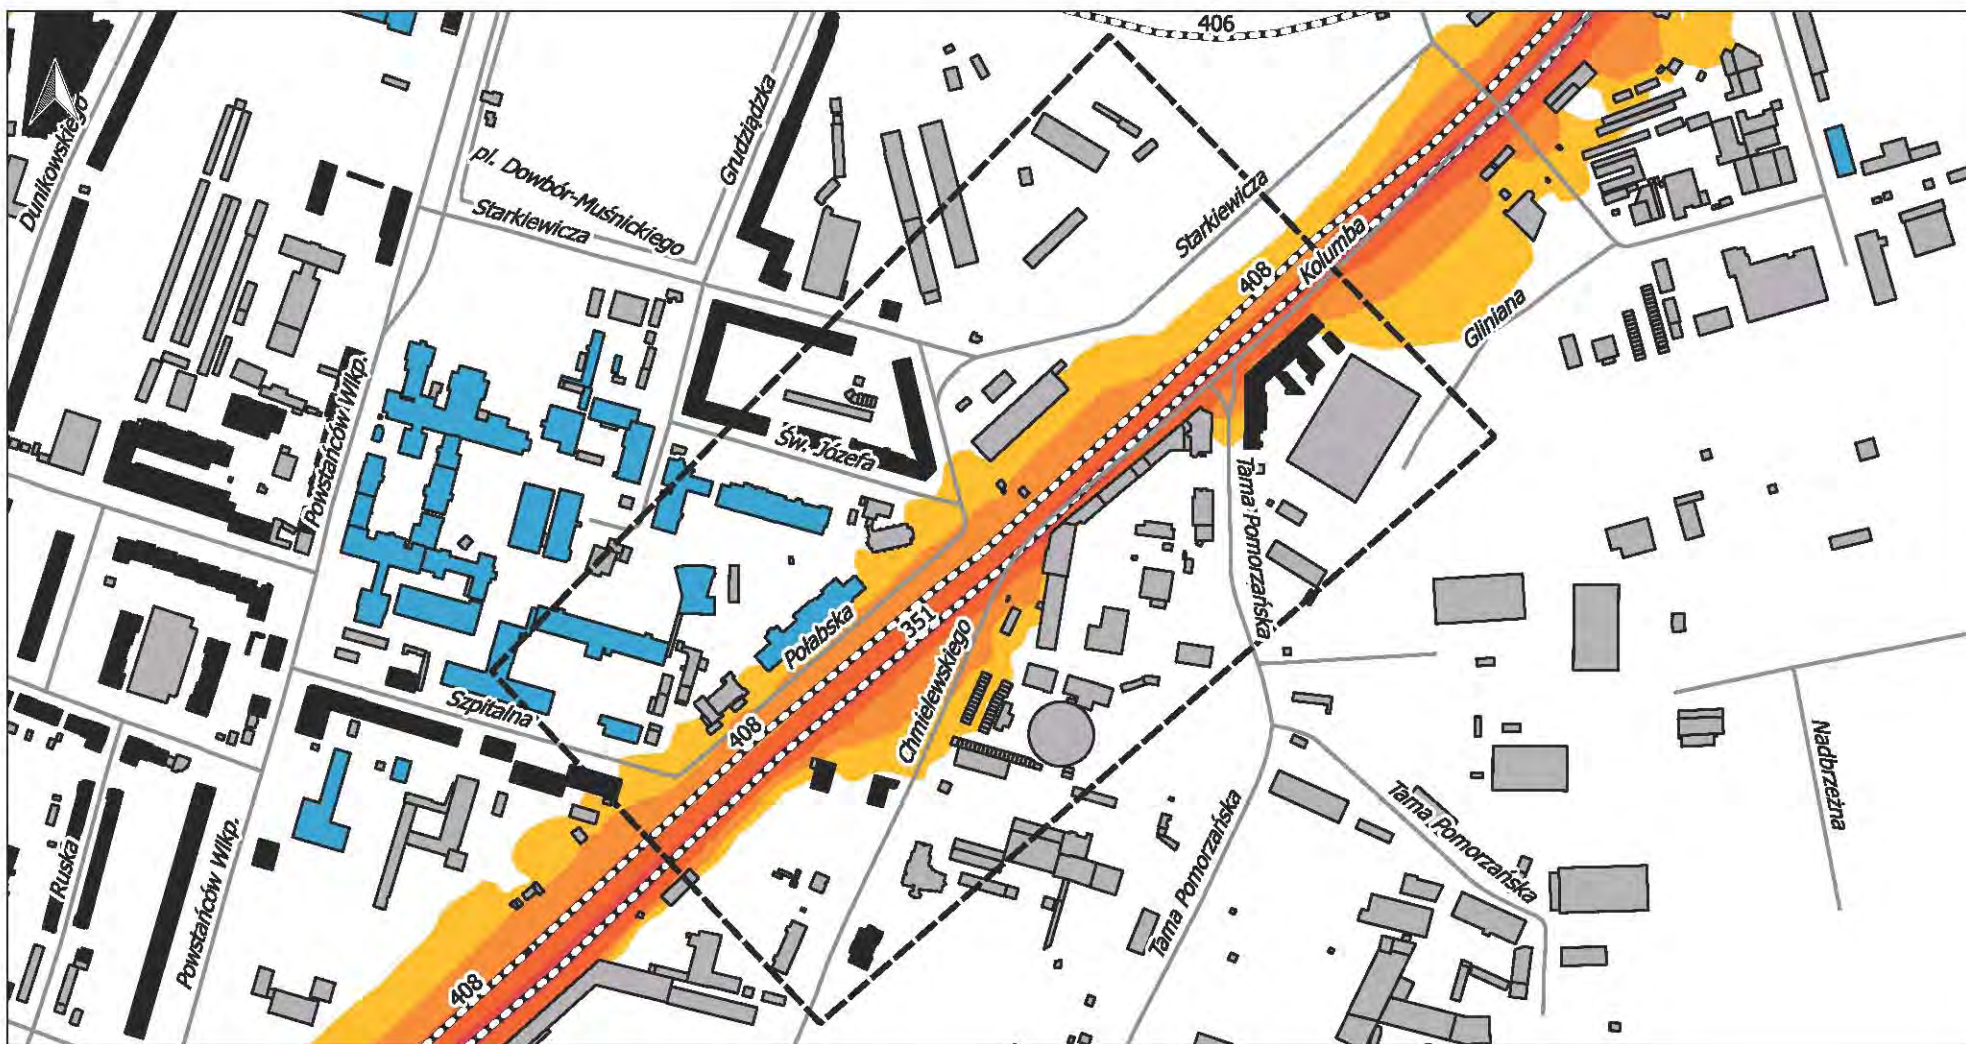 406
Dunikowskiego
Grudziądzka
pl. Dowbór-Muśnickiego
Starkiewicza
Starkiewicza
408
Kolumba
Gliniana
Powstańców Wlkp.
Św. Józefa
Tama Pomorzańska
Połabska
351
Chmielewskiego
Szpitalna
408
Nadbrzeżna
Tama Pomorzańska
Tama Pomorzańska
Ruska
Powstańców Wlkp.
408